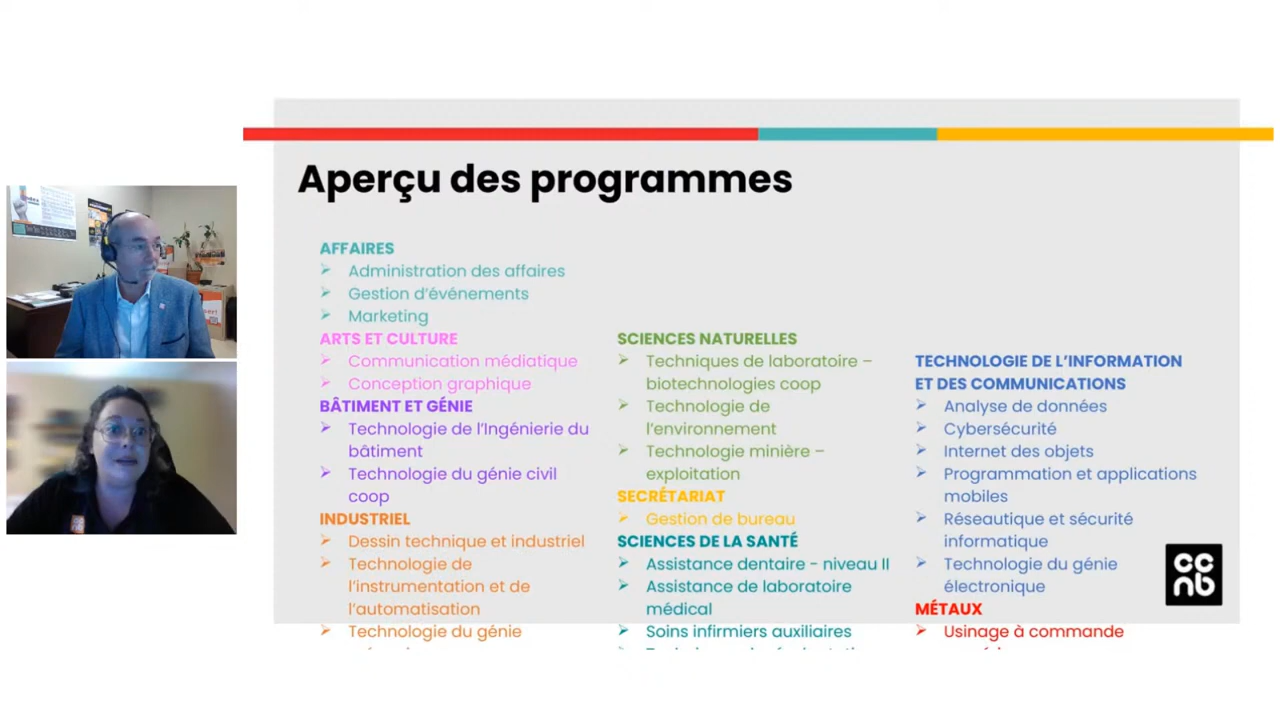 Aperçu des programmes
AFFAIRES
Administration des affaires
Gestion d'événements
Marketing
ARTS ET CULTURE
Communication médiatique
Conception graphique
BÂTIMENT ET GÉNIE
Technologie de l'Ingénierie du
bâtiment
Technologie du génie civil
coop
INDUSTRIEL
Dessin technique et industriel
Technologie de
l'instrumentation et de
l'automatisation
Technologie du génie
SCIENCES NATURELLES
Techniques de laboratoire –
biotechnologies coop
Technologie de
l'environnement
Technologie minière –
exploitation
SECRÉTARIAT
Gestion de bureau
SCIENCES DE LA SANTÉ
Assistance dentaire - niveau II
Assistance de laboratoire
médical
Soins infirmiers auxiliaires
TECHNOLOGIE DE L'INFORMATION
ET DES COMMUNICATIONS
Analyse de données
Cybersécurité
Internet des objets
Programmation et applications
mobiles
Réseautique et sécurité
informatique
Technologie du génie
électronique
MÉTAUX
Usinage à commande
cc
nb